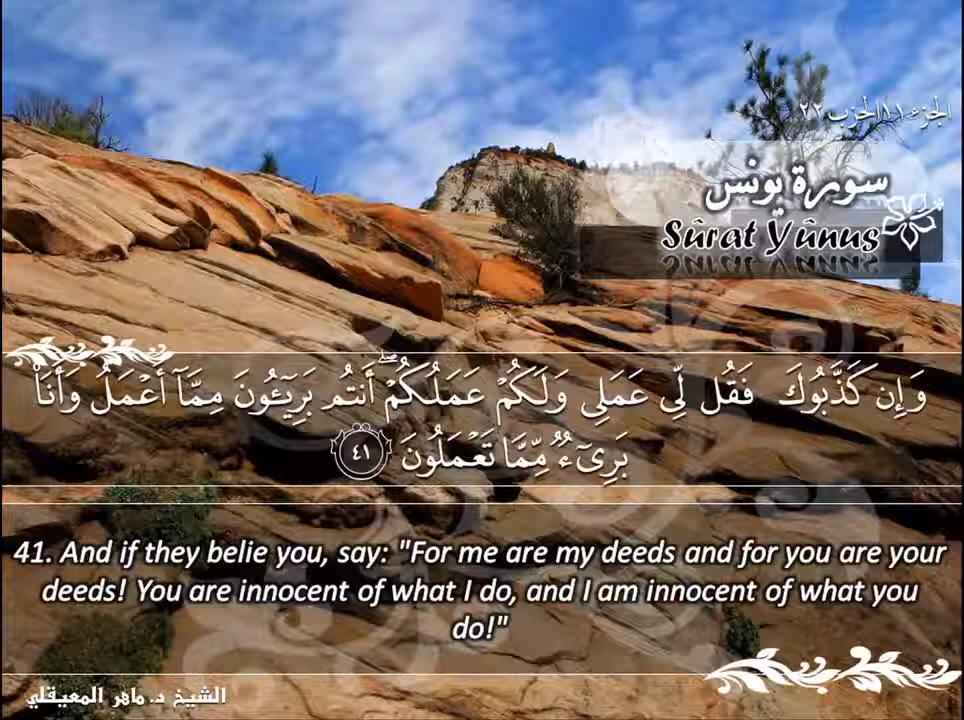 الجزء ١١ الحزب ٢٢
سورة يونس
Sûrat Yûnus
وَإِن كَذَّبُوكَ فَقُل لِّى عَمَلِى وَلَكُمْ عَمَلُكُمْ ۖ أَنتُم بَرِيٓـُٔونَ مِمَّآ أَعْمَلُ وَأَنَا۠
بَرِىٓءٌ مِّمَّا تَعْمَلُونَ ٤١
41. And if they belie you, say: "For me are my deeds and for you are your
deeds! You are innocent of what I do, and I am innocent of what you
do!"
الشيخ د. ماهر المعيقلي